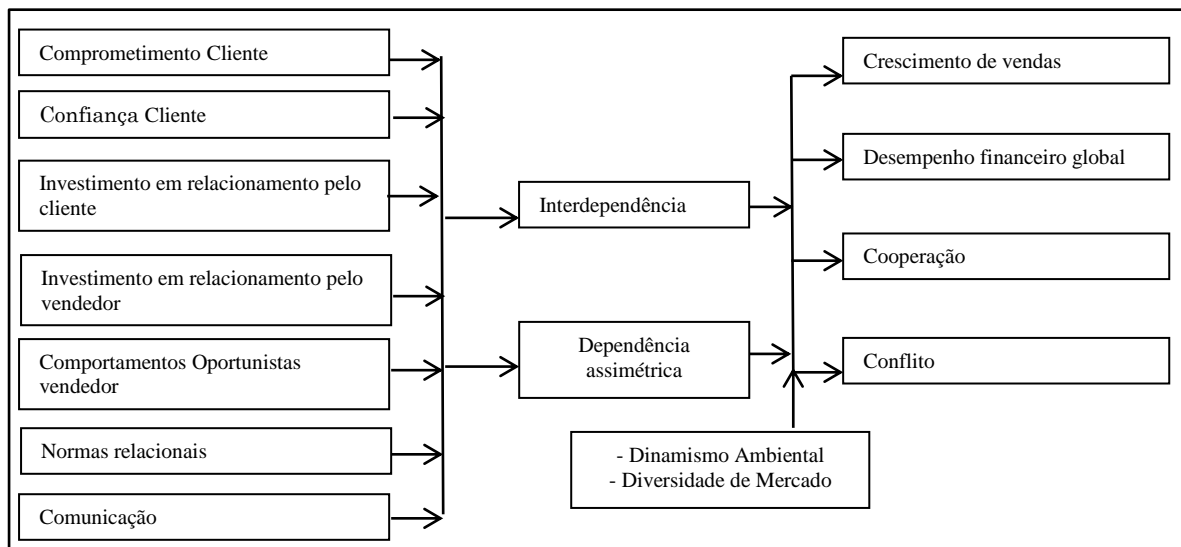 Comprometimento Cliente
Confiança Cliente
Investimento em relacionamento pelo
cliente
Investimento em relacionamento pelo
vendedor
Comportamentos Oportunistas
vendedor
Normas relacionais
Comunicação
Interdependência
Dependência
assimétrica
- Dinamismo Ambiental
- Diversidade de Mercado
Crescimento de vendas
Desempenho financeiro global
Cooperação
Conflito